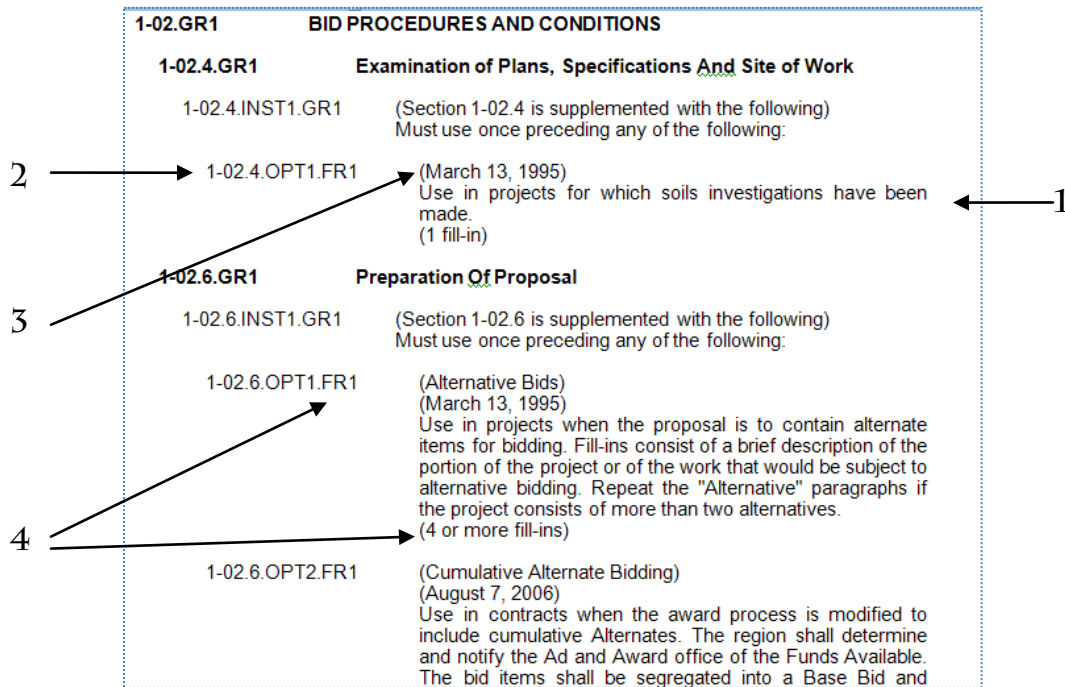 1-02.GR1 BID PROCEDURES AND CONDITIONS
1-02.4.GR1 Examination of Plans, Specifications And Site of Work
1-02.4.INST1.GR1 (Section 1-02.4 is supplemented with the following)
Must use once preceding any of the following:
2 1-02.4.OPT1.FR1 (March 13, 1995)
Use in projects for which soils investigations have been
1
made.
(1 fill-in)
1-02.6.GR1 Preparation Of Proposal
3 1-02.6.INST1.GR1 (Section 1-02.6 is supplemented with the following)
Must use once preceding any of the following:
1-02.6.OPT1.FR1 (Alternative Bids)
(March 13, 1995)
Use in projects when the proposal is to contain alternate
items for bidding. Fill-ins consist of a brief description of the
portion of the project or of the work that would be subject to
alternative bidding. Repeat the "Alternative" paragraphs if
the project consists of more than two alternatives.
4 (4 or more fill-ins)
1-02.6.OPT2.FR1 (Cumulative Alternate Bidding)
(August 7, 2006)
Use in contracts when the award process is modified to
include cumulative Alternates. The region shall determine
and notify the Ad and Award office of the Funds Available.
The bid items shall be segregated into a Base Bid and